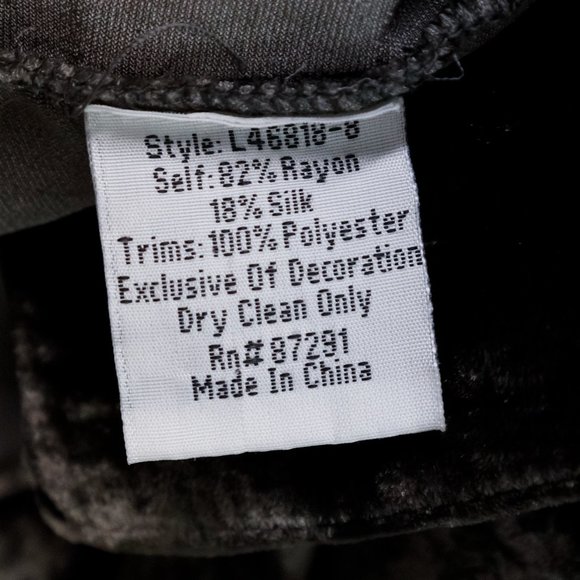 Style: L46818-8
Self: 82% Rayon
18% Silk
Trims: 100% Polyester
Exclusive Of Decoration
Dry Clean Only
Rn# 87291
Made In China